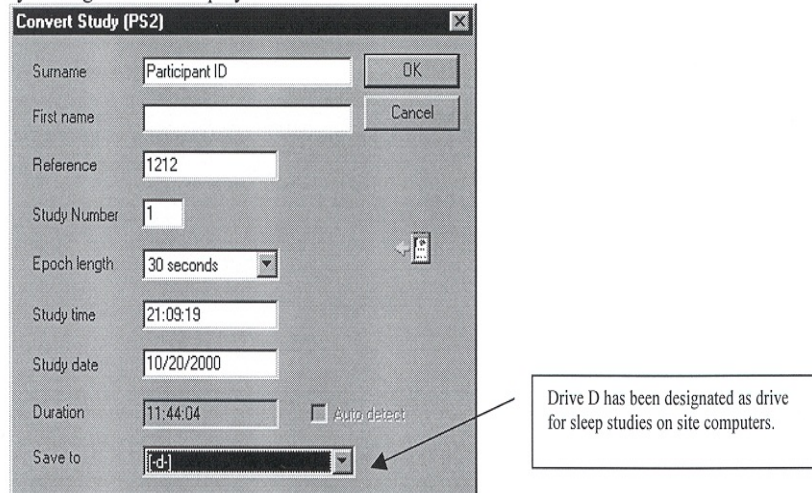 Convert Study (PS2)
Surname Participant ID OK
First name Cancel
Reference 1212
Study Number 1
Epoch length 30 seconds
Study time 21:09:19
Study date 10/20/2000
Duration 11:44:04 Auto detect
Save to [-d-]
Drive D has been designated as drive
for sleep studies on site computers.